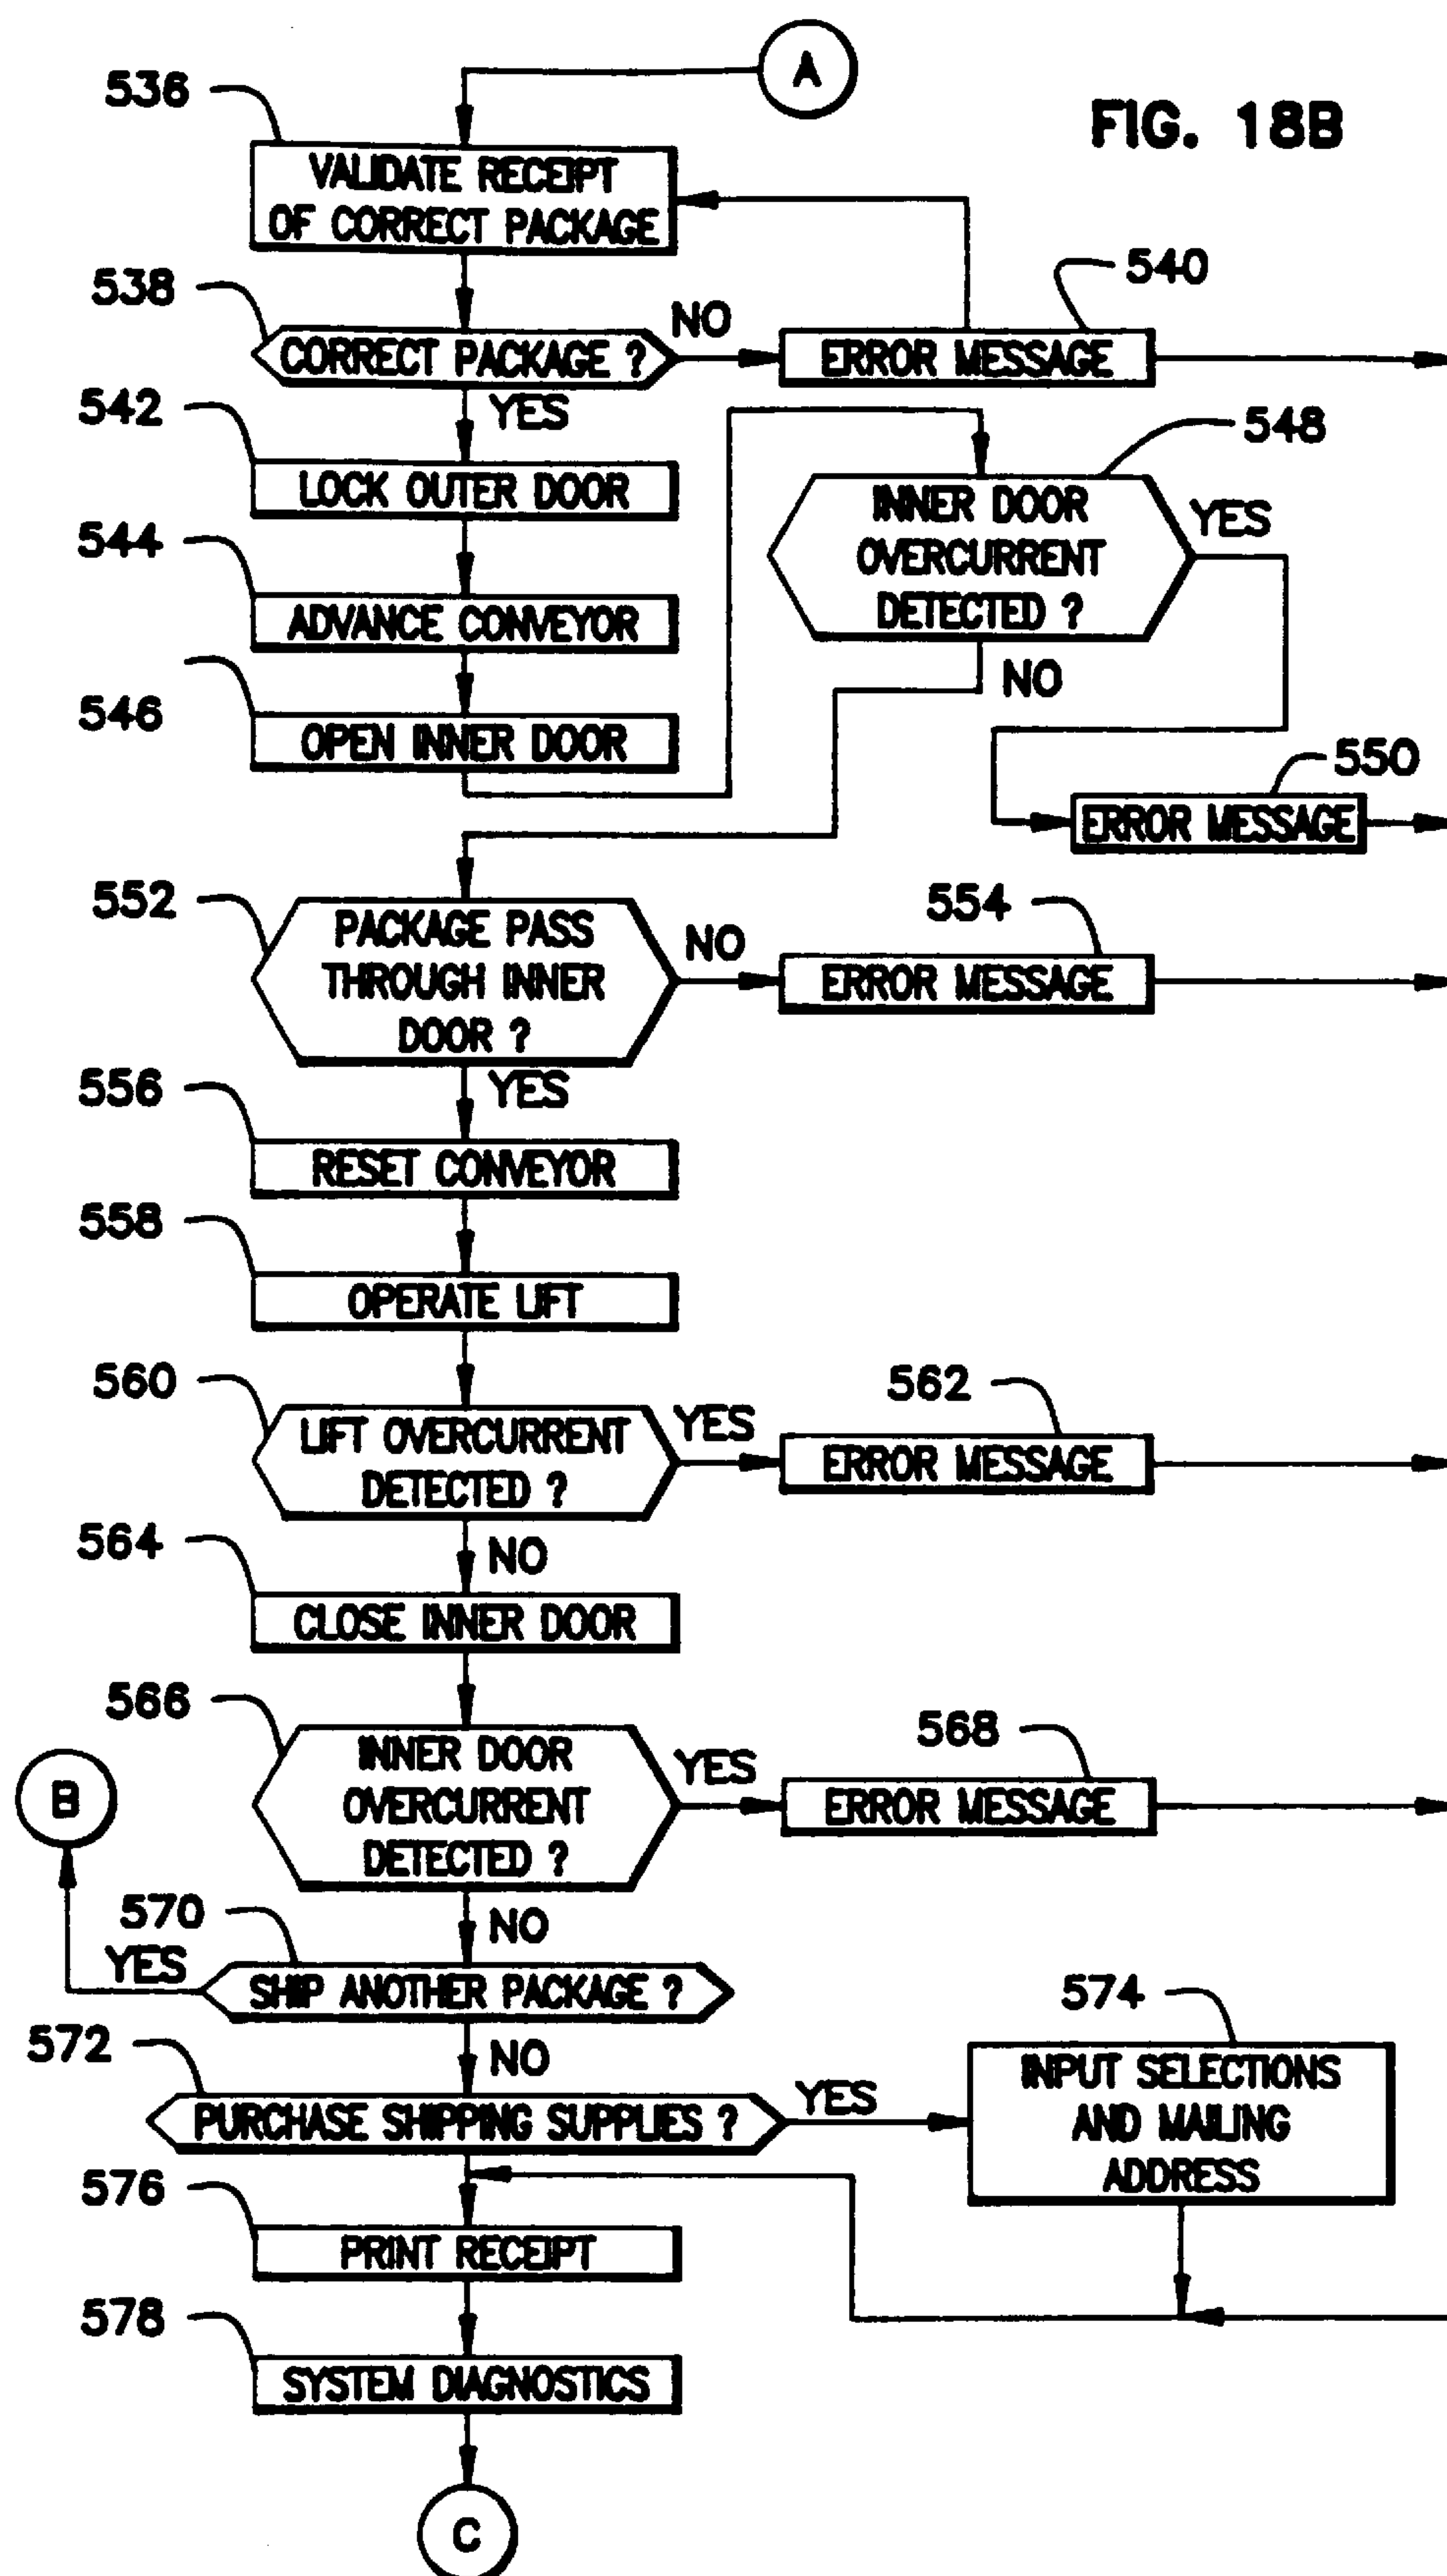 A
FIG. 18B
536
VALIDATE RECEIPT
OF CORRECT PACKAGE
538
CORRECT PACKAGE ?
NO
540
ERROR MESSAGE
YES
542
LOCK OUTER DOOR
544
ADVANCE CONVEYOR
546
OPEN INNER DOOR
548
INNER DOOR
OVERCURRENT
DETECTED ?
YES
NO
550
ERROR MESSAGE
552
PACKAGE PASS
THROUGH INNER
DOOR ?
NO
554
ERROR MESSAGE
YES
556
RESET CONVEYOR
558
OPERATE LIFT
560
LIFT OVERCURRENT
DETECTED ?
YES
562
ERROR MESSAGE
NO
564
CLOSE INNER DOOR
566
INNER DOOR
OVERCURRENT
DETECTED ?
YES
568
ERROR MESSAGE
B
NO
570
YES
SHIP ANOTHER PACKAGE ?
NO
572
PURCHASE SHIPPING SUPPLIES ?
YES
574
INPUT SELECTIONS
AND MAILING
ADDRESS
576
PRINT RECEIPT
578
SYSTEM DIAGNOSTICS
C